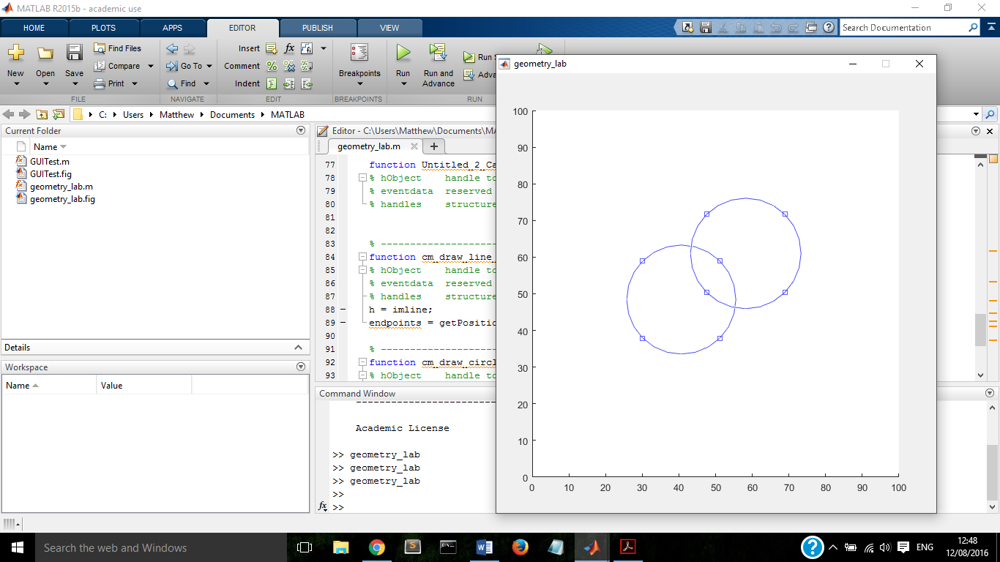 MATLAB R2015b - academic use
HOME PLOTS APPS EDITOR PUBLISH VIEW
Search Documentation
New Open Save
Find Files
Compare
Print
FILE
Go To
Find
NAVIGATE
Insert fx
Comment
Indent
EDIT
Breakpoints
BREAKPOINTS
Run
Run and
Advance
Run
RUN
C: Users Matthew Documents MATLAB
Current Folder
Name
GUITest.m
GUITest.fig
geometry_lab.m
geometry_lab.fig
Details
Workspace
Name Value
Editor - C:\Users\Matthew\Documents\MA
geometry_lab.m
77 function Untitled_2_Ca
78 % hObject handle to
79 % eventdata reserved
80 % handles structure
81
82
83 % ----------------------
84 function cm_draw_line_
85 % hObject handle to
86 % eventdata reserved
87 % handles structure
88 h = imline;
89 endpoints = getPositio
90
91 % ----------------------
92 function cm_draw_circl
93 % hObject handle to
Command Window
Academic License
>> geometry_lab
>> geometry_lab
>> geometry_lab
>>
fx >>
geometry_lab
100
90
80
70
60
50
40
30
20
10
0
0 10 20 30 40 50 60 70 80 90 100
Search the web and Windows
ENG
12:48
12/08/2016